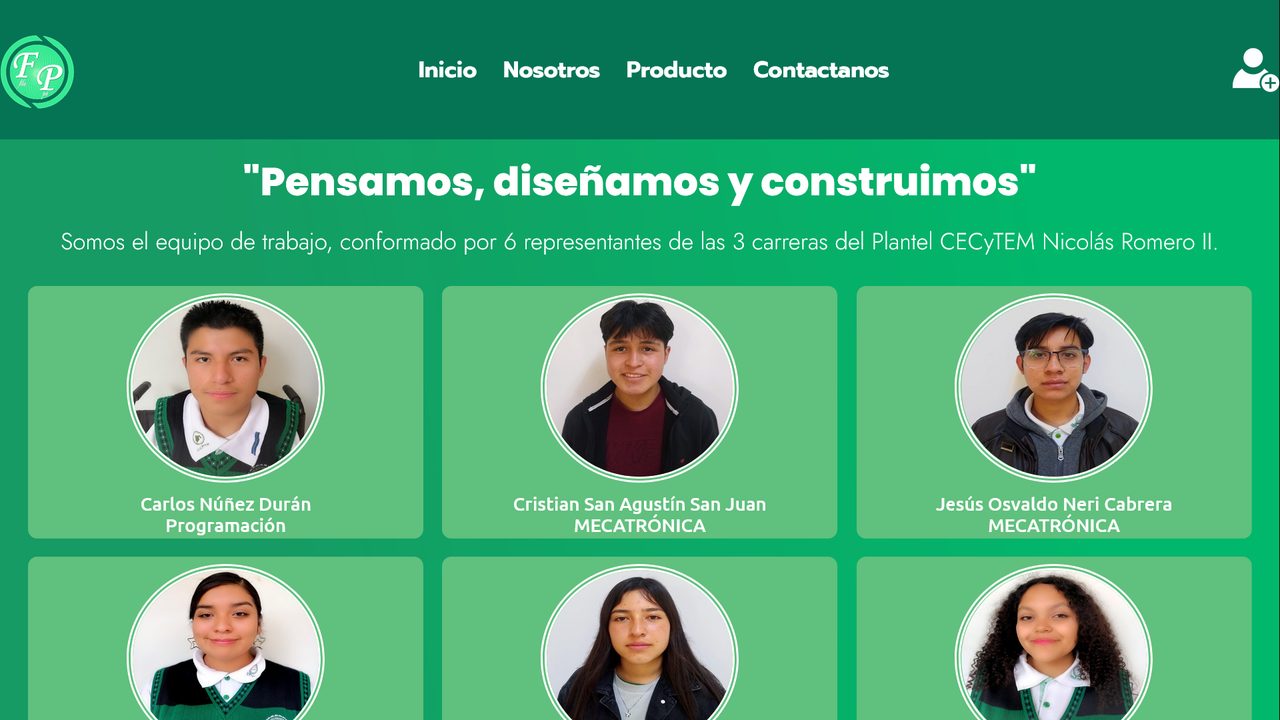 F P
Inicio Nosotros Producto Contactanos
"Pensamos, diseñamos y construimos"
Somos el equipo de trabajo, conformado por 6 representantes de las 3 carreras del Plantel CECyTEM Nicolás Romero II.
Carlos Núñez Durán
Programación
Cristian San Agustín San Juan
MECATRÓNICA
Jesús Osvaldo Neri Cabrera
MECATRÓNICA